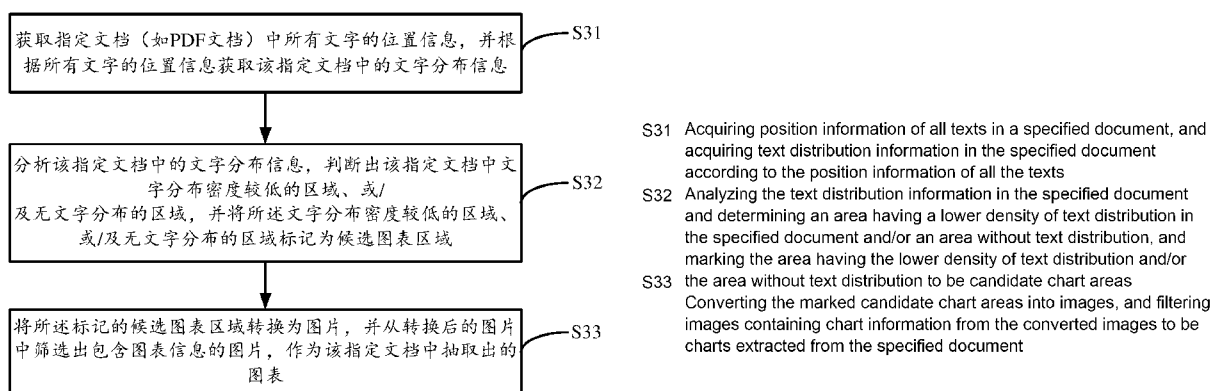 获取指定文档（如PDF文档）中所有文字的位置信息，并根
据所有文字的位置信息获取该指定文档中的文字分布信息
S31
分析该指定文档中的文字分布信息，判断出该指定文档中文
字分布密度较低的区域、或/
及无文字分布的区域，并将所述文字分布密度较低的区域、
或/及无文字分布的区域标记为候选图表区域
S32
将所述标记的候选图表区域转换为图片，并从转换后的图片
中筛选出包含图表信息的图片，作为该指定文档中抽取出的
图表
S33
S31 Acquiring position information of all texts in a specified document, and
acquiring text distribution information in the specified document
according to the position information of all the texts
S32 Analyzing the text distribution information in the specified document
and determining an area having a lower density of text distribution in
the specified document and/or an area without text distribution, and
marking the area having the lower density of text distribution and/or
S33 the area without text distribution to be candidate chart areas
Converting the marked candidate chart areas into images, and filtering
images containing chart information from the converted images to be
charts extracted from the specified document